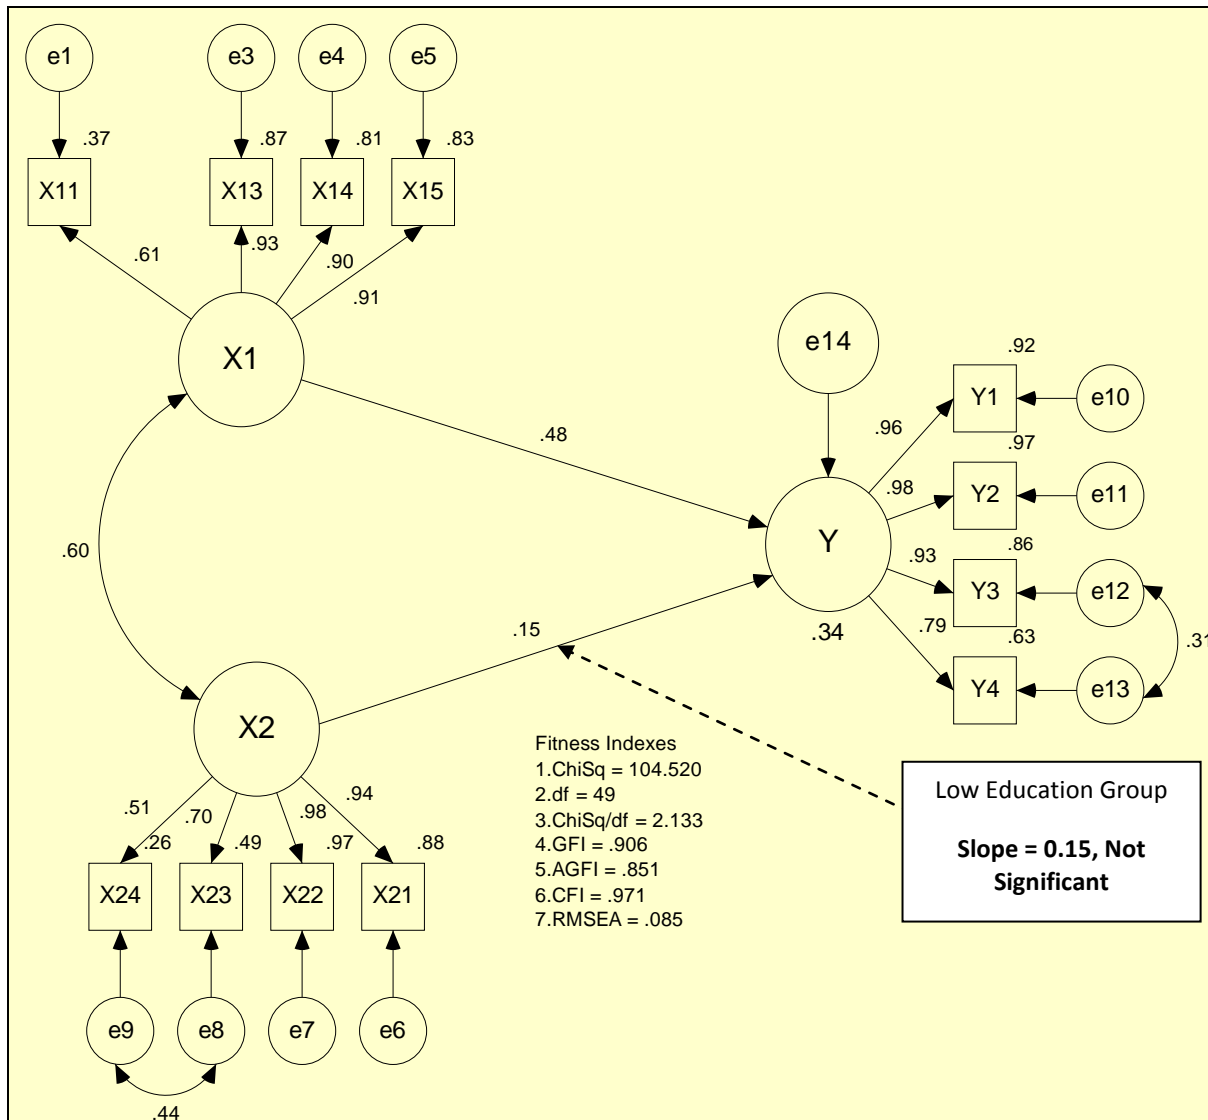 e1 e3 e4 e5
.37 .87 .81 .83
X11 X13 X14 X15
.61 .93 .90 .91
X1
e14
.92
Y1 e10
.96
.97
.48
Y2 e11
.98
Y
.86
.93
Y3 e12
.60
.15
.34
.79
.63
.31
Y4 e13
X2
Fitness Indexes
1.ChiSq = 104.520
2.df = 49
3.ChiSq/df = 2.133
4.GFI = .906
5.AGFI = .851
6.CFI = .971
7.RMSEA = .085
Low Education Group
Slope = 0.15, Not
Significant
.51 .70 .98 .94
.26 .49 .97 .88
X24 X23 X22 X21
e9 e8 e7 e6
.44